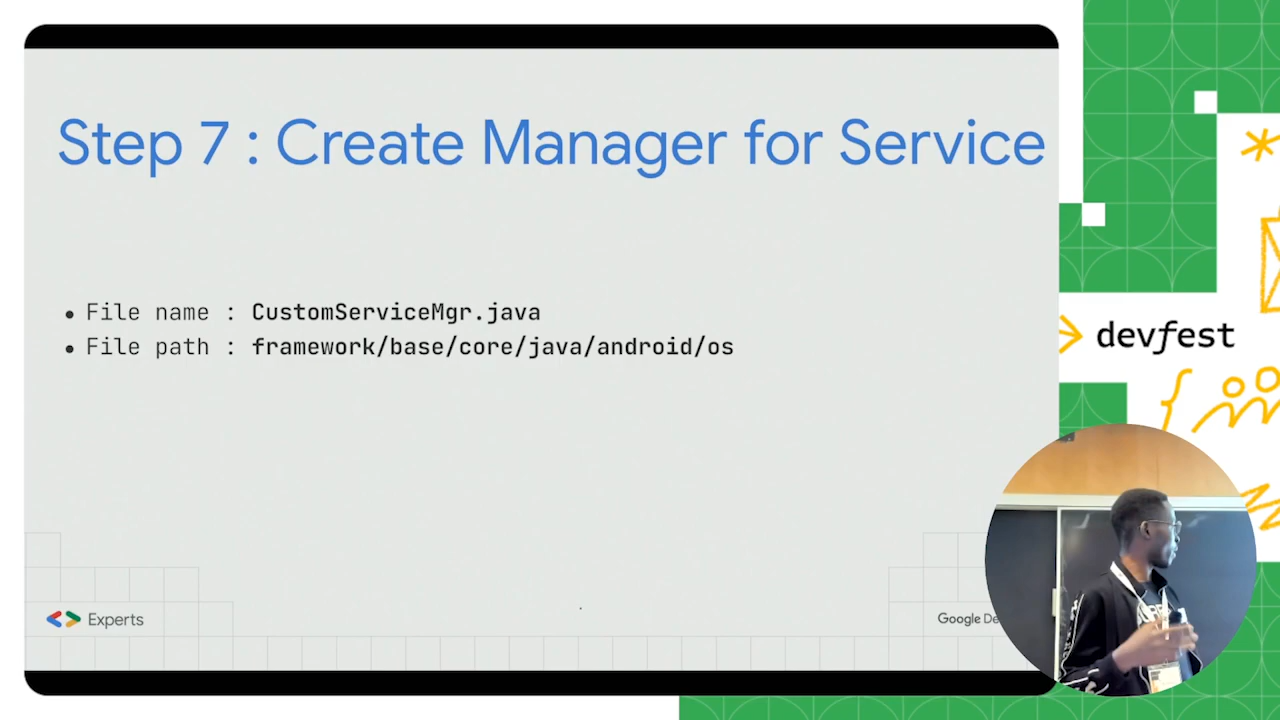 Step 7 : Create Manager for Service
• File name : CustomServiceMgr.java
• File path : framework/base/core/java/android/os
devfest
Experts
Google